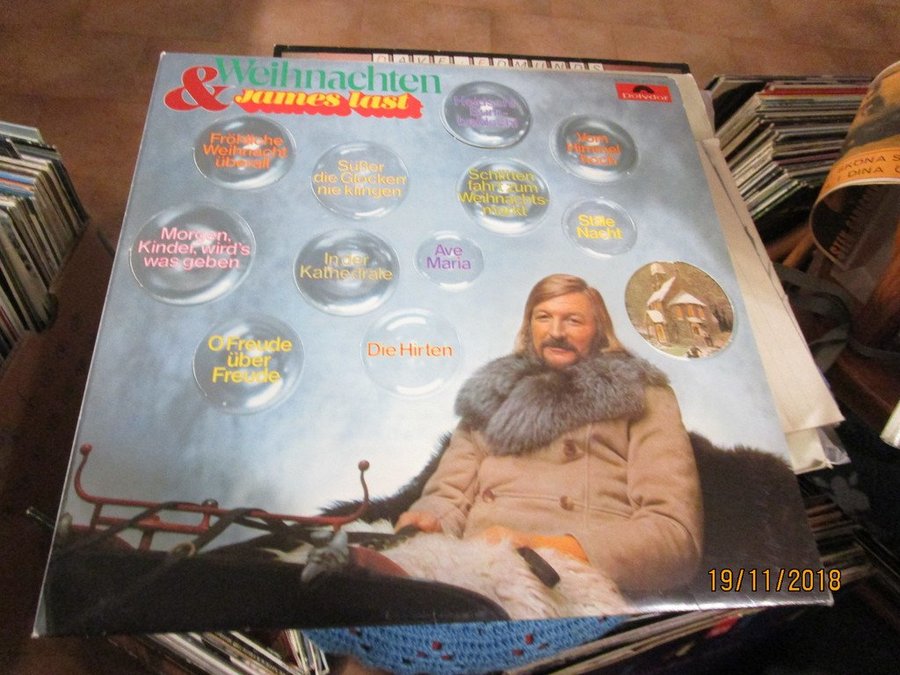 DAVE EDMUNDS
Weihnachten
& James Last
Polydor
Fröhliche
Weihnacht
überall
Süßer
die Glocken
nie klingen
Vom
Himmel
hoch
Schlitten-
fahrt zum
Weihnachts-
markt
Stille
Nacht
Morgen,
Kinder, wird's
was geben
In der
Kathedrale
Ave
Maria
O Freude
über
Freude
Die Hirten
19/11/2018